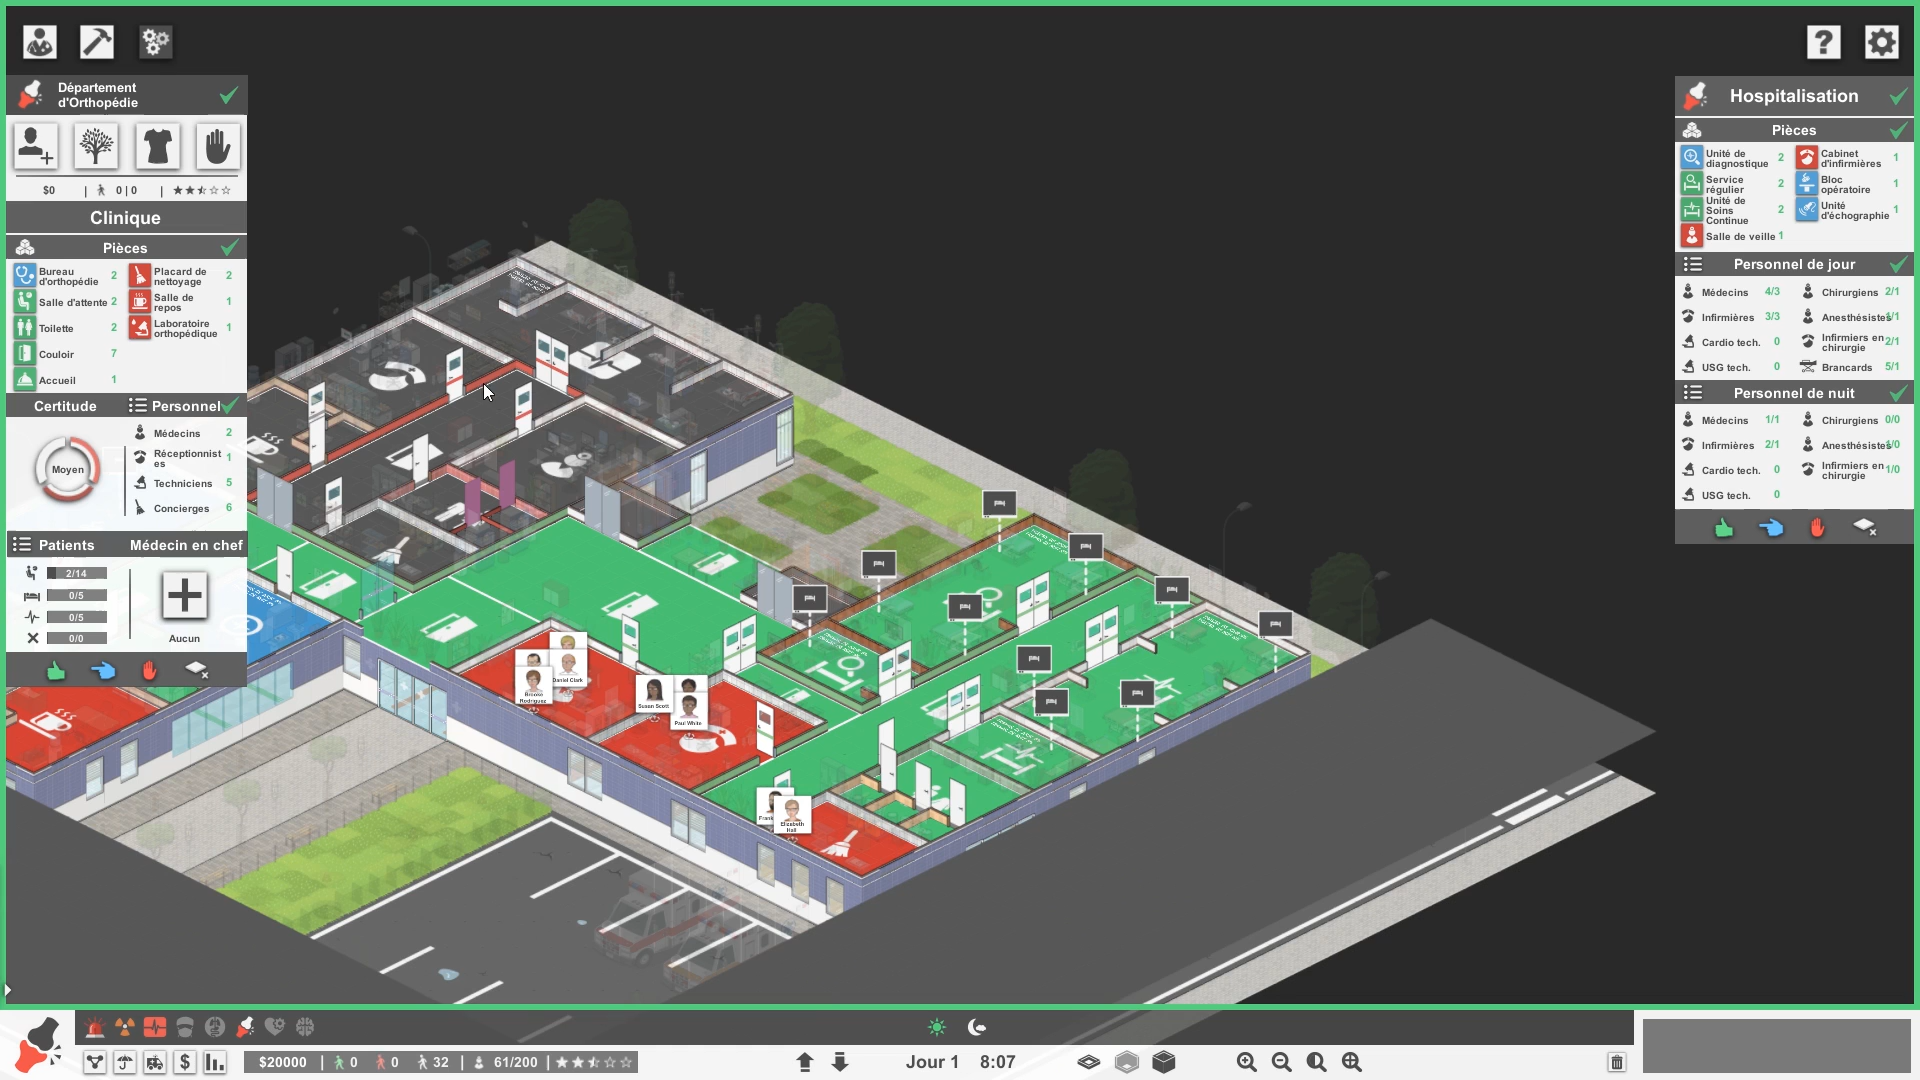 Département
d'Orthopédie
$0 | 0|0 |
Clinique
Pièces
Bureau
d'orthopédie 2
Placard de
nettoyage 2
Salle d'attente 2
Salle de
repos 1
Toilette 2
Laboratoire
orthopédique 1
Couloir 7
Accueil 1
Certitude
Personnel
Moyen
Médecins 2
Réceptionnist
es 1
Techniciens 5
Concierges 6
Patients
Médecin en chef
2/14
0/5
0/5
0/0
Aucun
Daniel Clark
Brooke
Rodriguez
Susan Scott
Paul White
Frank
Elizabeth
Hall
Hospitalisation
Pièces
Unité de
diagnostique 2
Cabinet
d'infirmières 1
Service
régulier 2
Bloc
opératoire 1
Unité de
Soins
Continue 2
Unité
d'échographie 1
Salle de veille 1
Personnel de jour
Médecins 4/3
Chirurgiens 2/1
Infirmières 3/3
Anesthésistes 1/1
Cardio tech. 0
Infirmiers en
chirurgie 2/1
USG tech. 0
Brancards 5/1
Personnel de nuit
Médecins 1/1
Chirurgiens 0/0
Infirmières 2/1
Cardio tech. 0
Infirmiers en
chirurgie 1/0
USG tech. 0
$20000 | 0 0 32 | 61/200 |
Jour 1 8:07